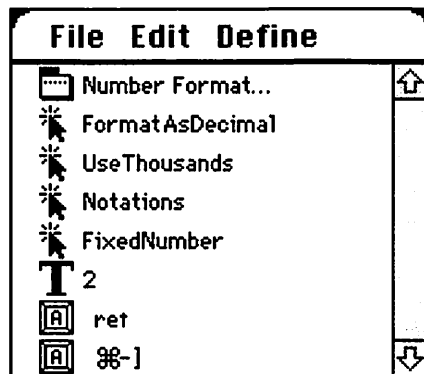 File Edit Define
Number Format...
FormatAsDecimal
UseThousands
Notations
FixedNumber
T 2
A ret
A ⌘-]